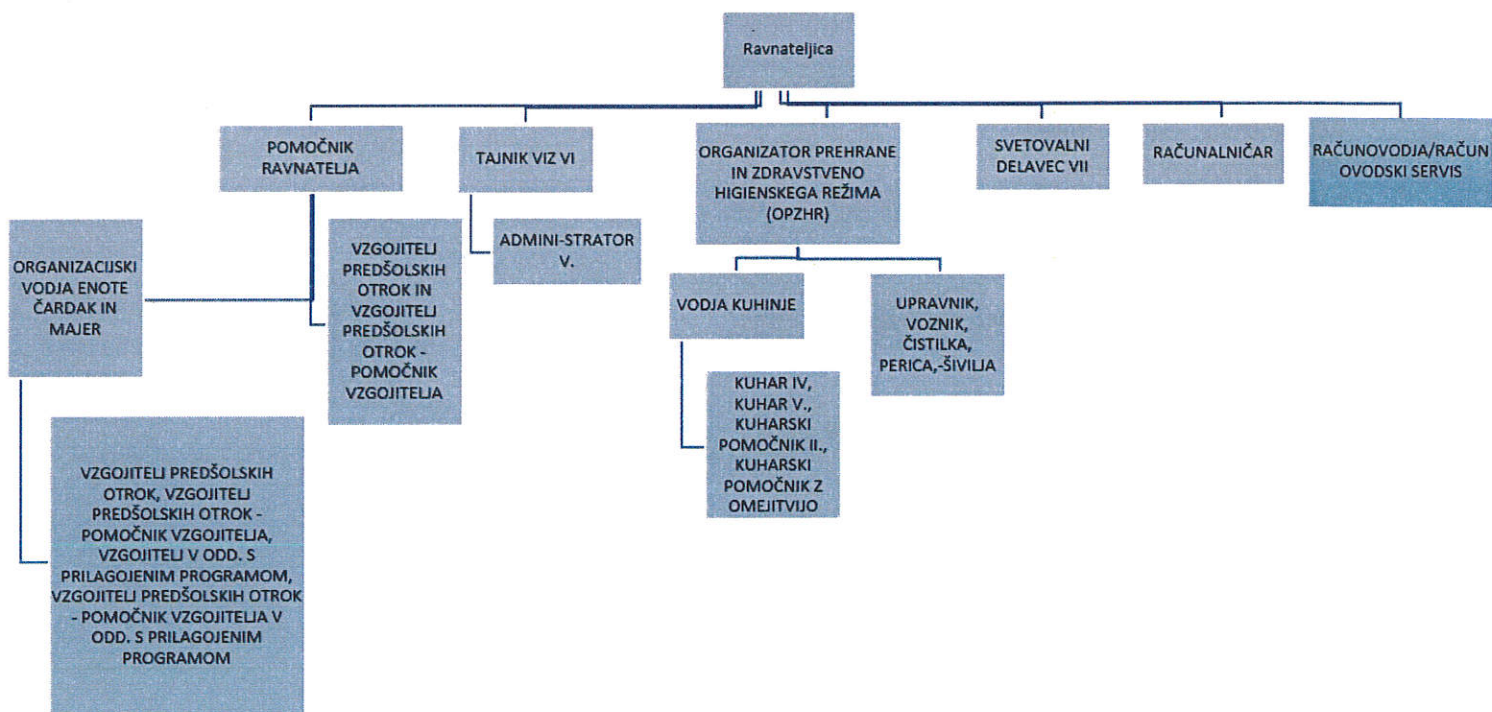 Ravnateljica
POMOČNIK
RAVNATELJA
TAJNIK VIZ VI
ORGANIZATOR PREHRANE
IN ZDRAVSTVENO
HIGIENSKEGA REŽIMA
(OPZHR)
SVETOVALNI
DELAVEC VII
RAČUNALNIČAR
RAČUNOVODJA/RAČUN
OVODSKI SERVIS
ORGANIZACIJSKI
VODJA ENOTE
ČARDAK IN
MAJER
VZGOJITELJ
PREDŠOLSKIH
OTROK IN
VZGOJITELJ
PREDŠOLSKIH
OTROK -
POMOČNIK
VZGOJITELJA
ADMINI-STRATOR
V.
VODJA KUHINJE
UPRAVNIK,
VOZNIK,
ČISTILKA,
PERICA,-ŠIVILJA
KUHAR IV,
KUHAR V.,
KUHARSKI
POMOČNIK II.,
KUHARSKI
POMOČNIK Z
OMEJITVIJO
VZGOJITELJ PREDŠOLSKIH
OTROK, VZGOJITELJ
PREDŠOLSKIH OTROK -
POMOČNIK VZGOJITELJA,
VZGOJITELJ V ODD. S
PRILAGOJENIM PROGRAMOM,
VZGOJITELJ PREDŠOLSKIH OTROK
- POMOČNIK VZGOJITELJA V
ODD. S PRILAGOJENIM
PROGRAMOM